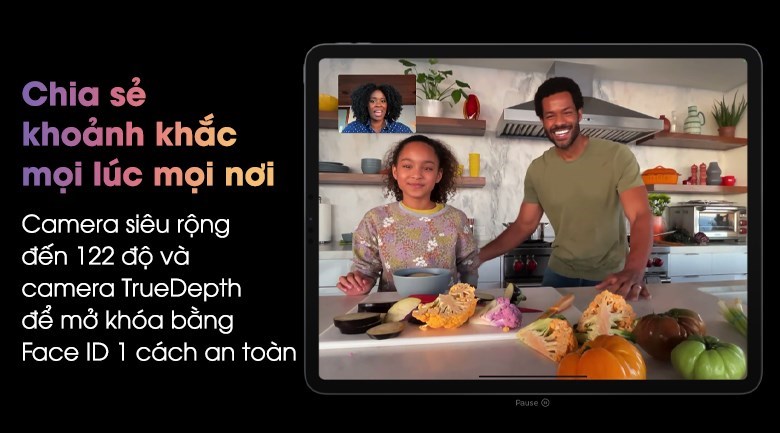 Chia sẻ
khoảnh khắc
mọi lúc mọi nơi
Camera siêu rộng
đến 122 độ và
camera TrueDepth
để mở khóa bằng
Face ID 1 cách an toàn
Pause